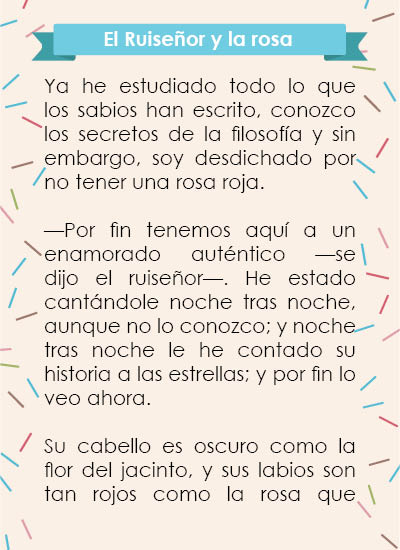 El Ruiseñor y la rosa
Ya he estudiado todo lo que
los sabios han escrito, conozco
los secretos de la filosofía y sin
embargo, soy desdichado por
no tener una rosa roja.
—Por fin tenemos aquí a un
enamorado auténtico —se
dijo el ruiseñor—. He estado
cantándole noche tras noche,
aunque no lo conozco; y noche
tras noche le he contado su
historia a las estrellas; y por fin lo
veo ahora.
Su cabello es oscuro como la
flor del jacinto, y sus labios son
tan rojos como la rosa que